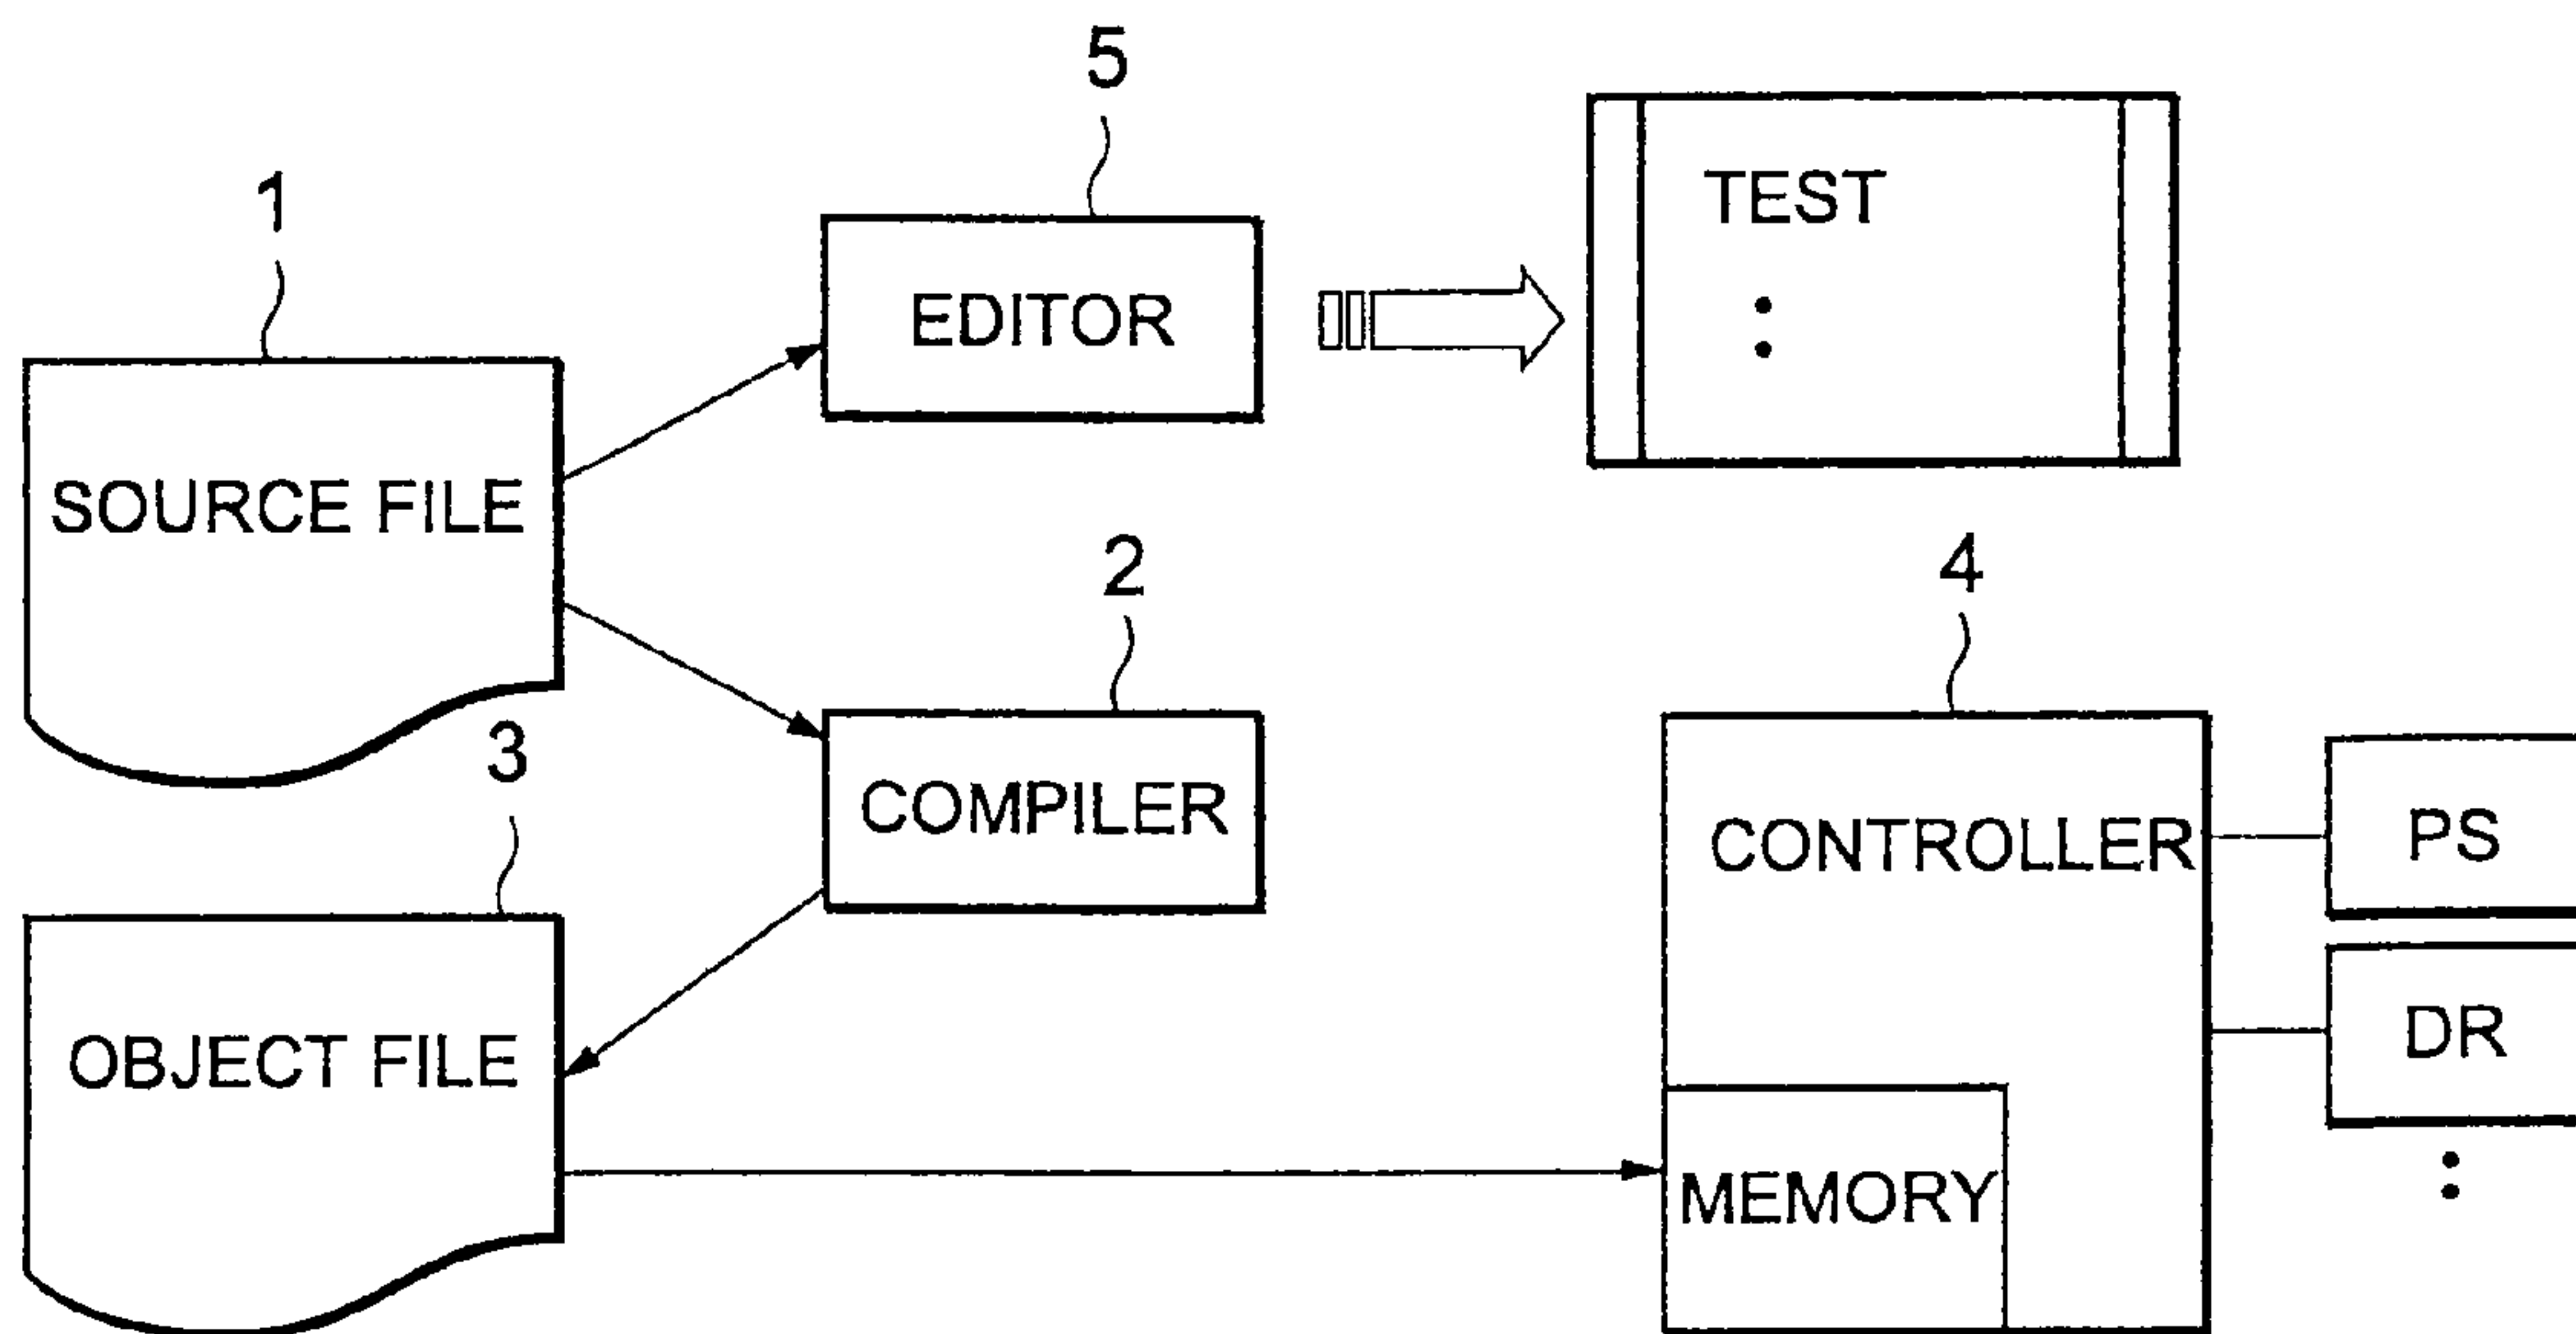 5
1
TEST
EDITOR
SOURCE FILE
2
4
3
COMPILER
CONTROLLER
PS
DR
OBJECT FILE
MEMORY